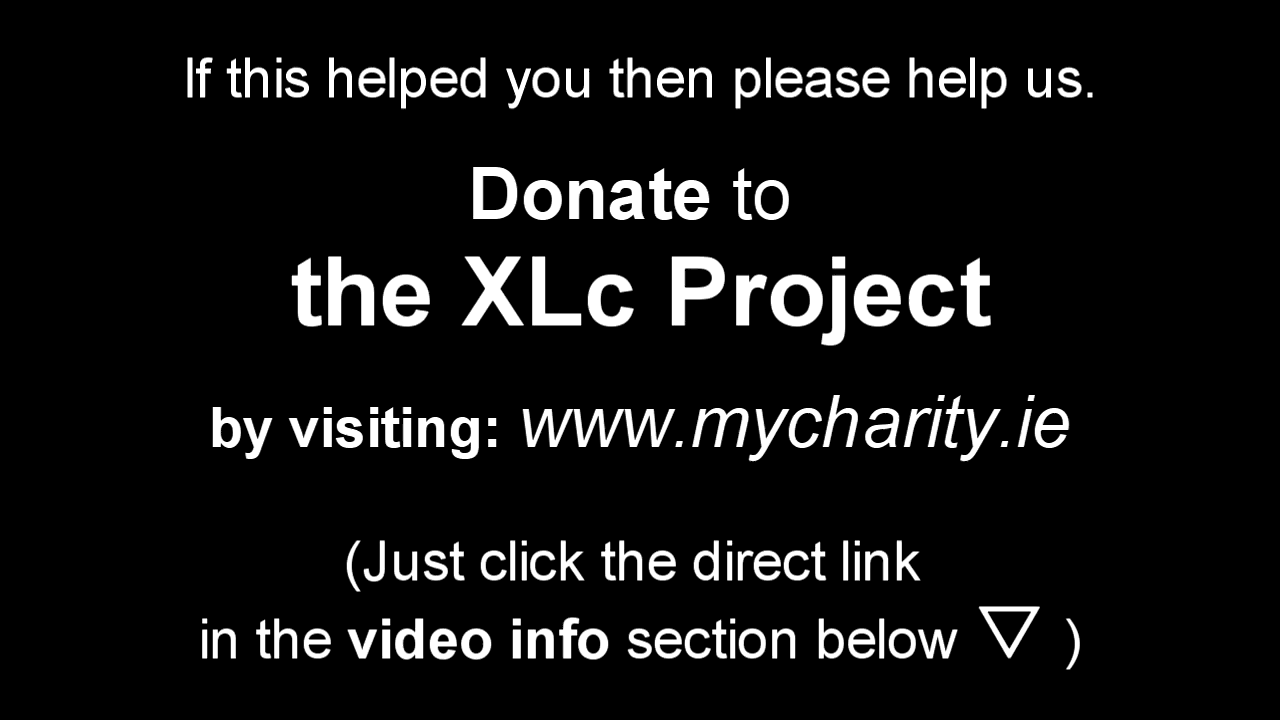 If this helped you then please help us.
Donate to
the XLc Project
by visiting: www.mycharity.ie
(Just click the direct link
in the video info section below ▽ )